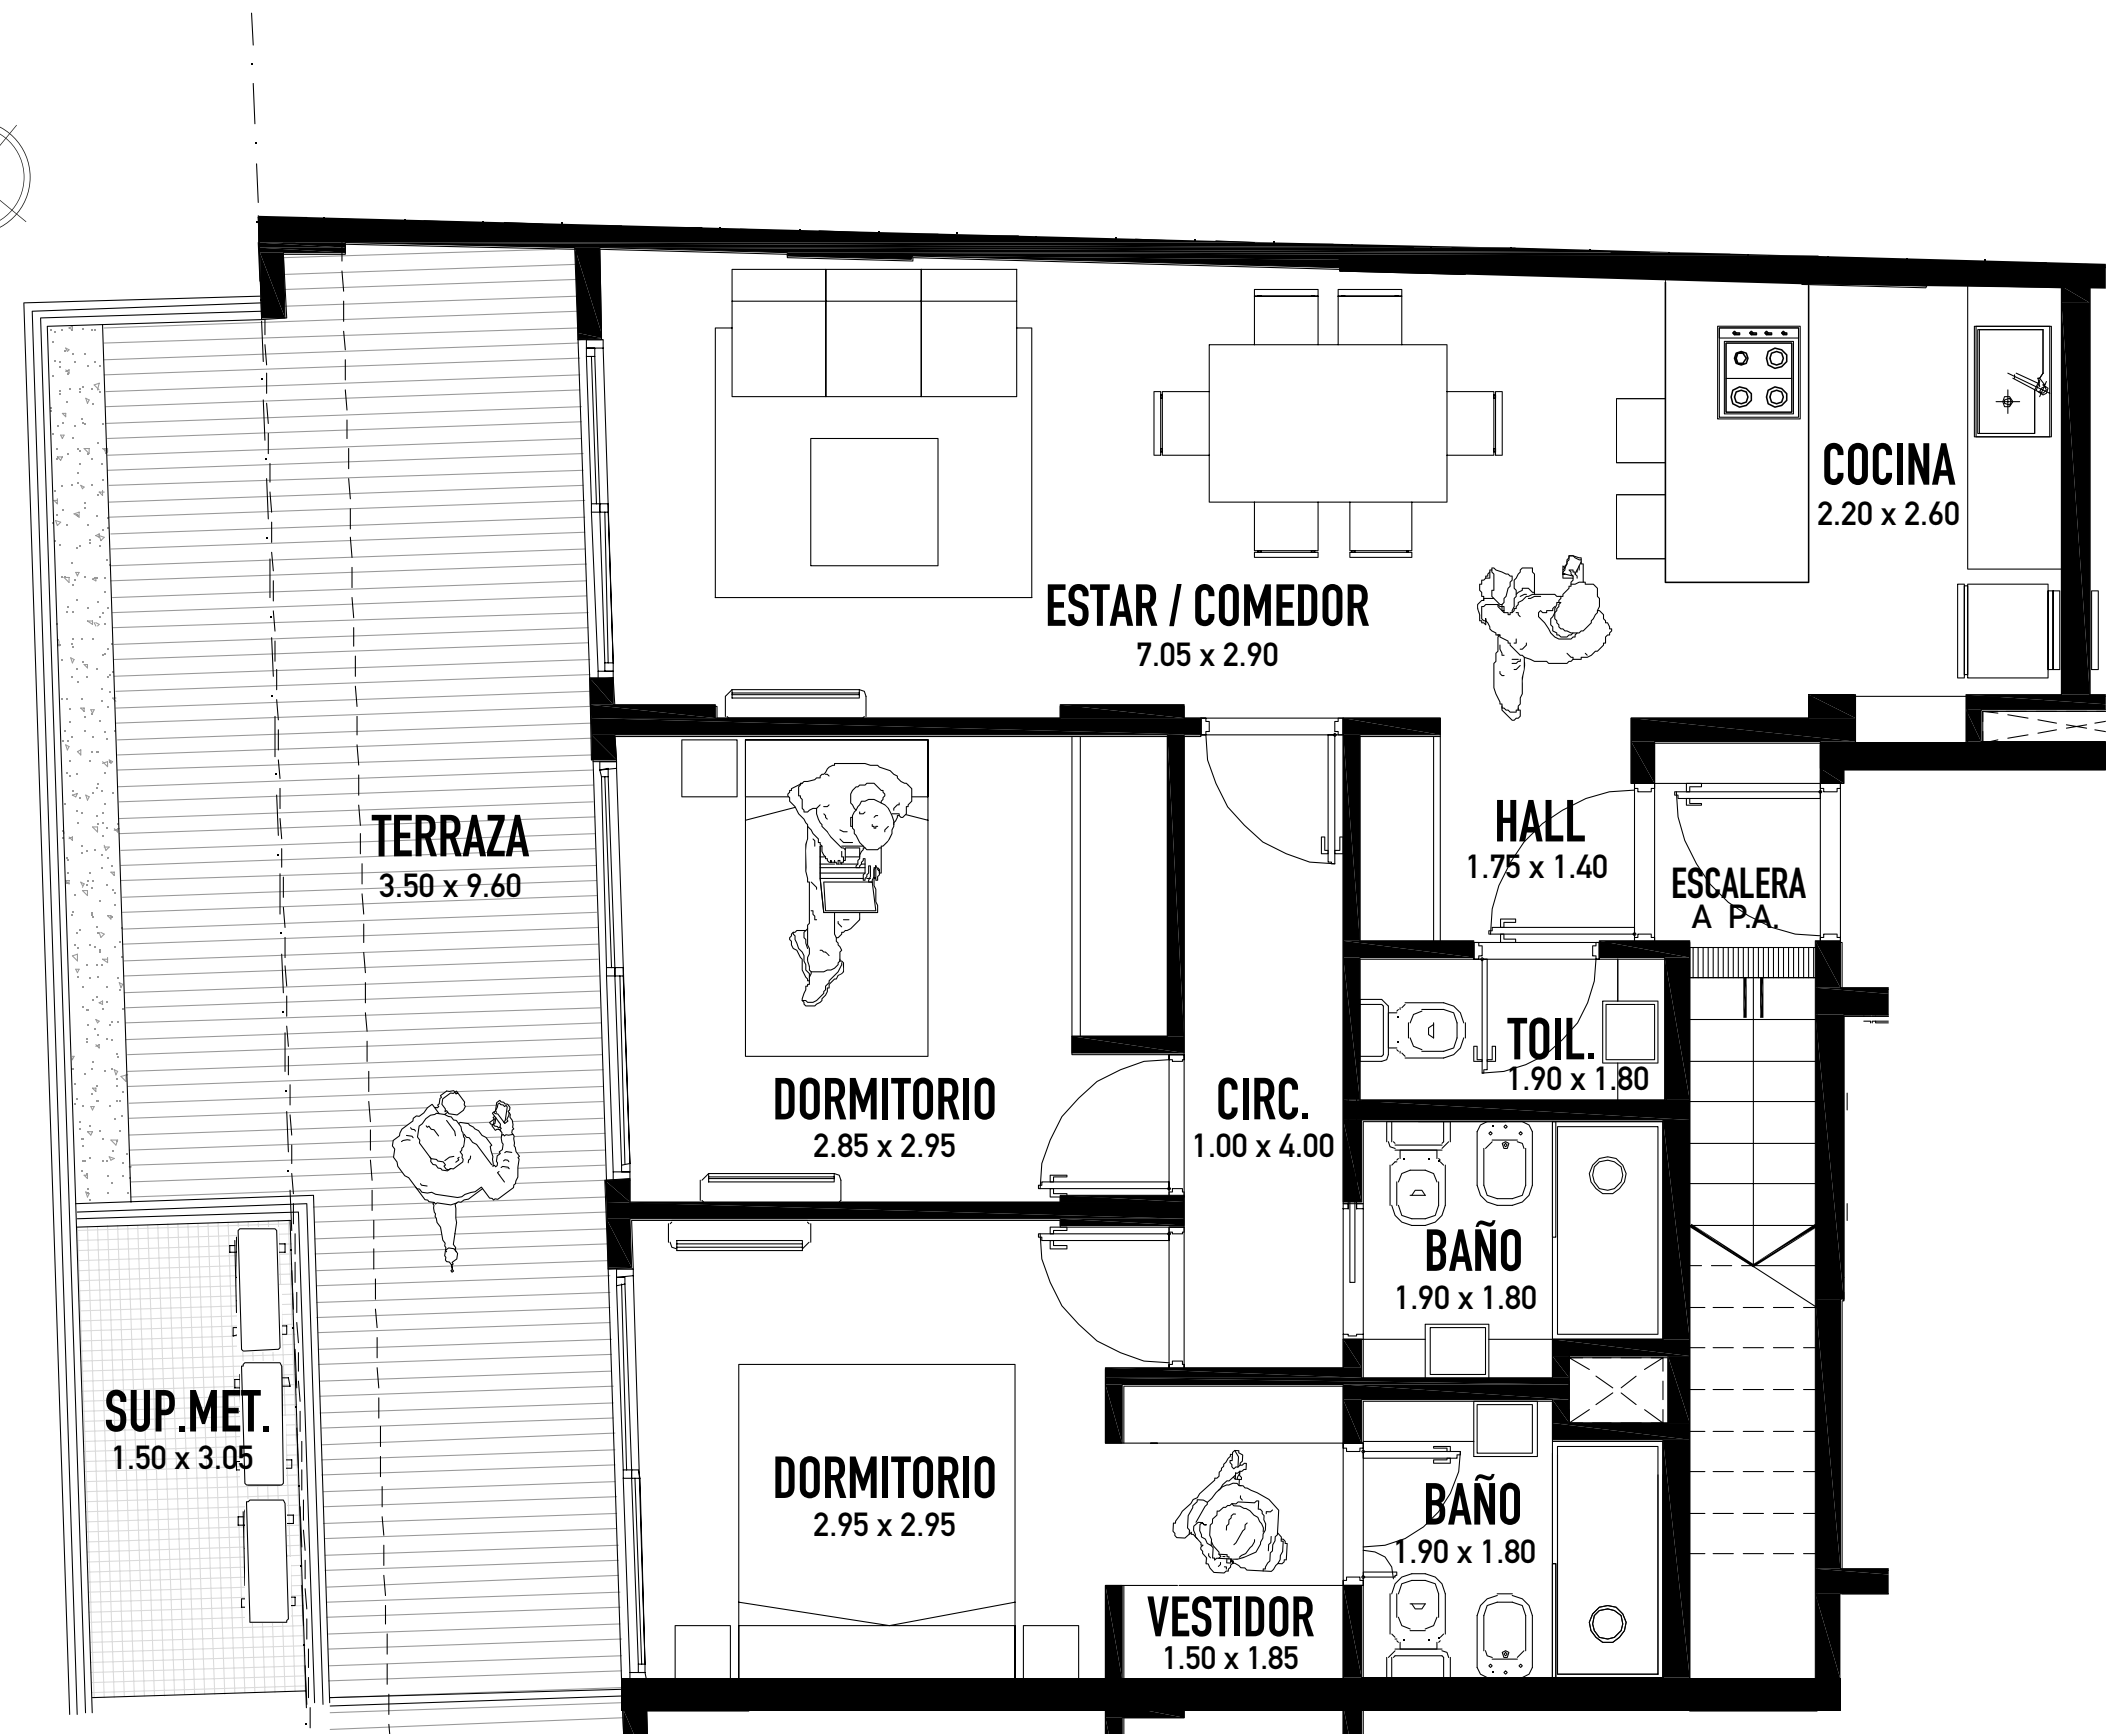 COCINA
2.20 x 2.60
ESTAR / COMEDOR
7.05 x 2.90
TERRAZA
3.50 x 9.60
HALL
1.75 x 1.40
ESCALERA
A P.A.
TOIL.
1.90 x 1.80
DORMITORIO
2.85 x 2.95
CIRC.
1.00 x 4.00
BAÑO
1.90 x 1.80
SUP.MET.
1.50 x 3.05
DORMITORIO
2.95 x 2.95
BAÑO
1.90 x 1.80
VESTIDOR
1.50 x 1.85